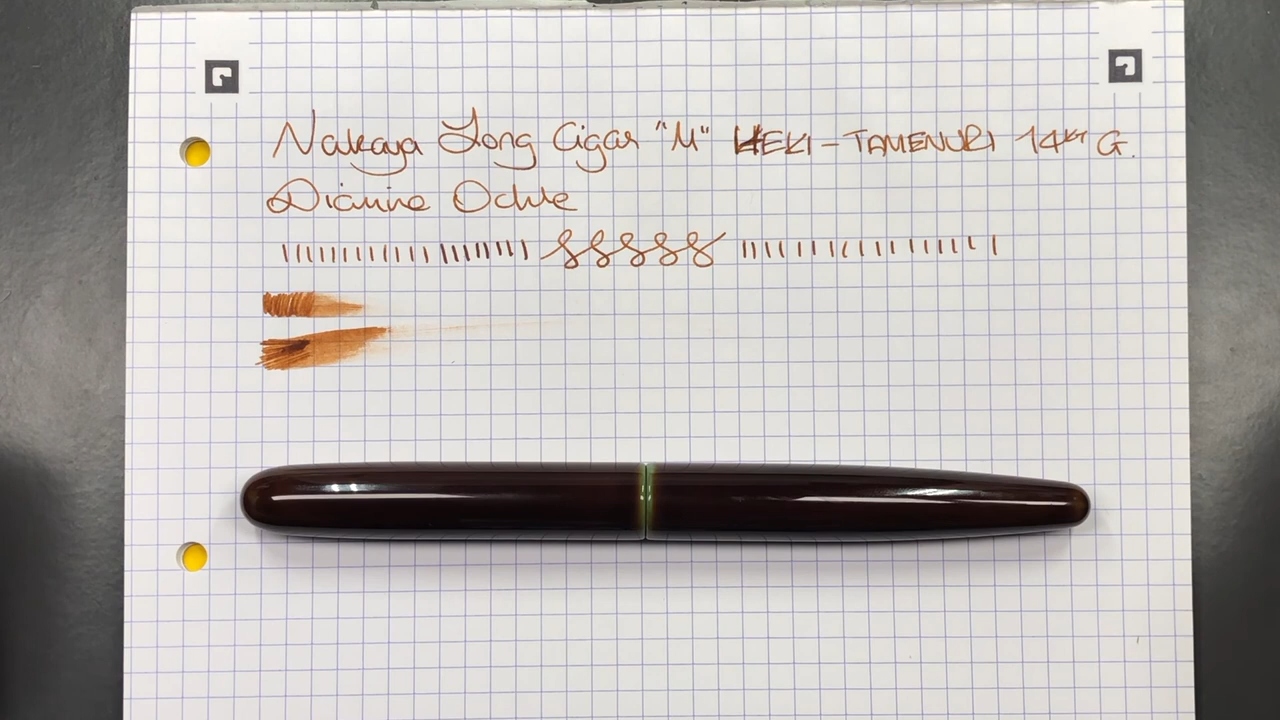 Nakaya Long Cigar "M" HEKI-TAMENURI 14kt G.
Diamine Ochre